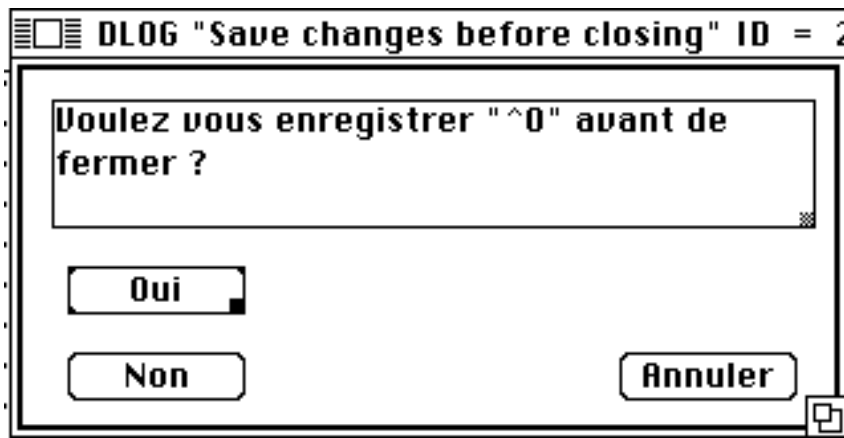 DLOG "Save changes before closing" ID = 2
Voulez vous enregistrer "^0" avant de
fermer ?
Oui
Non
Annuler